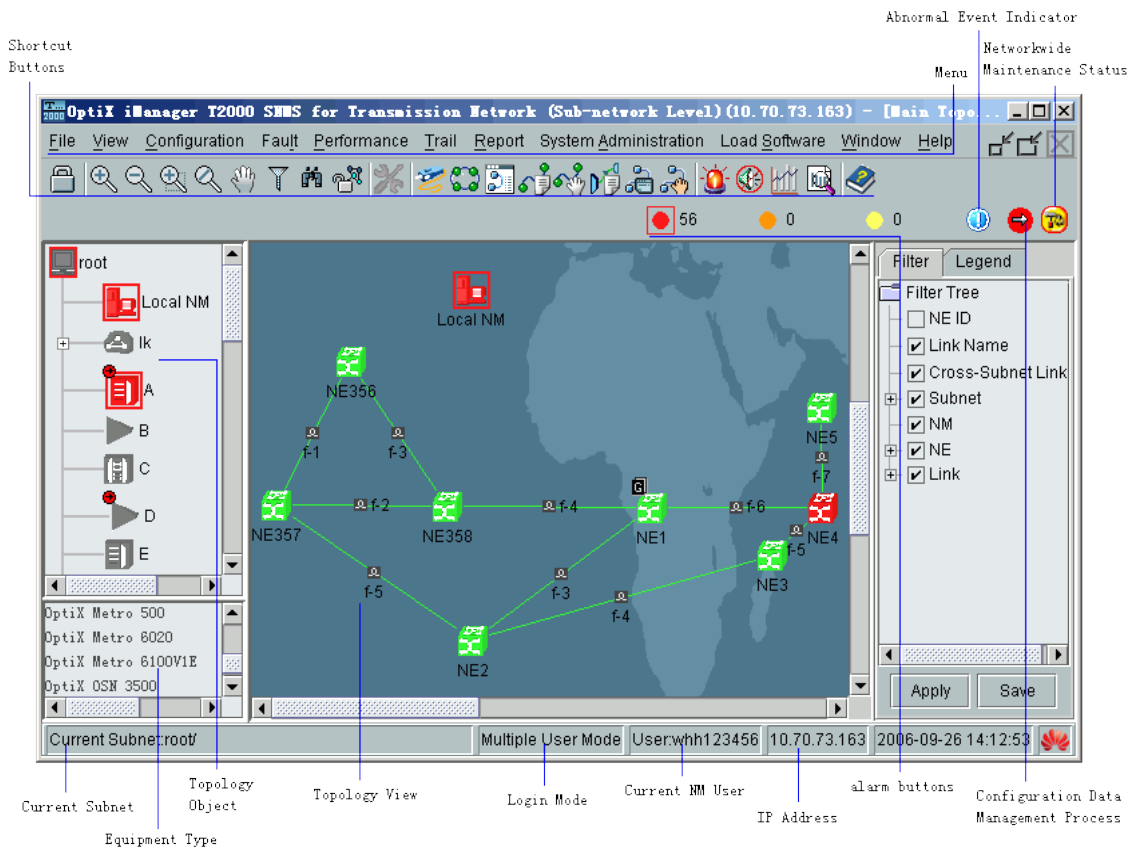 Abnormal Event Indicator
Shortcut
Buttons
Networkwide
Maintenance Status
Menu
T...
2000
OptiX iManager T2000 SNMS for Transmission Network (Sub-network Level)(10.70.73.163) - [Main Topo...
File View Configuration Fault Performance Trail Report System Administration Load Software Window Help
56 0 0
root
Local NM
lk
A
B
C
D
E
OptiX Metro 500
OptiX Metro 6020
OptiX Metro 6100V1E
OptiX OSN 3500
Local NM
NE356
f-1
f-3
NE5
f-7
G
f-2
f-4
f-6
NE357
NE358
NE1
NE4
f-5
NE3
f-5
f-3
f-4
NE2
Filter Legend
Filter Tree
NE ID
Link Name
Cross-Subnet Link
Subnet
NM
NE
Link
Apply Save
Current Subnet:root/ Multiple User Mode User:whh123456 10.70.73.163 2006-09-26 14:12:53
Current Subnet
Topology
Object
Topology View
Login Mode
Current NM User
IP Address
alarm buttons
Configuration Data
Management Process
Equipment Type